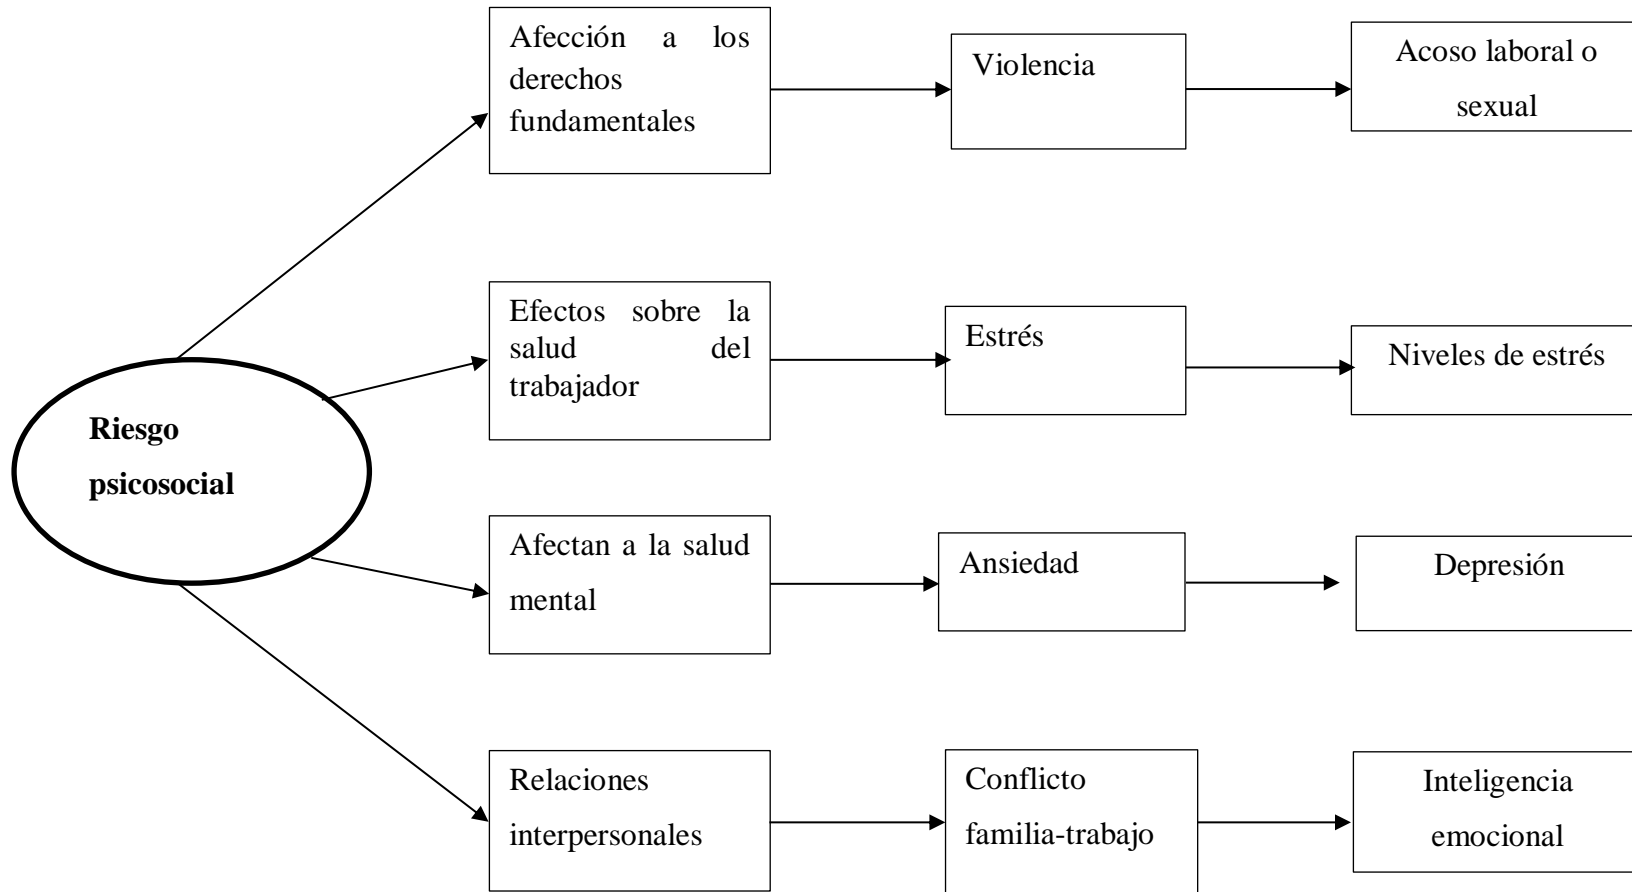 Afección a los
derechos
fundamentales
Violencia
Acoso laboral o
sexual
Efectos sobre la
salud del
trabajador
Estrés
Niveles de estrés
Riesgo
psicosocial
Afectan a la salud
mental
Ansiedad
Depresión
Relaciones
interpersonales
Conflicto
familia-trabajo
Inteligencia
emocional